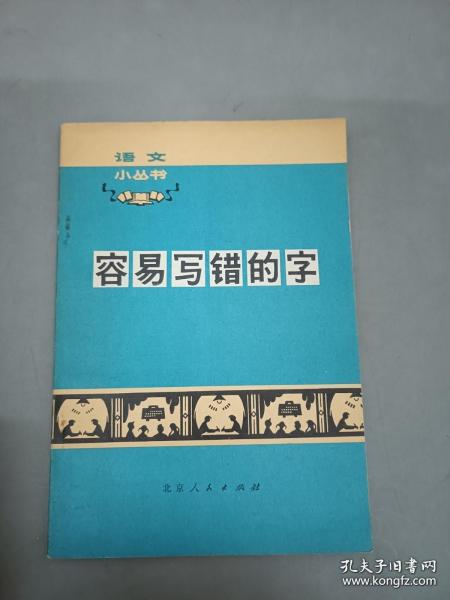 语文
小丛书
容易写错的字
北京人民出版社
孔夫子旧书网
www.kongfz.com